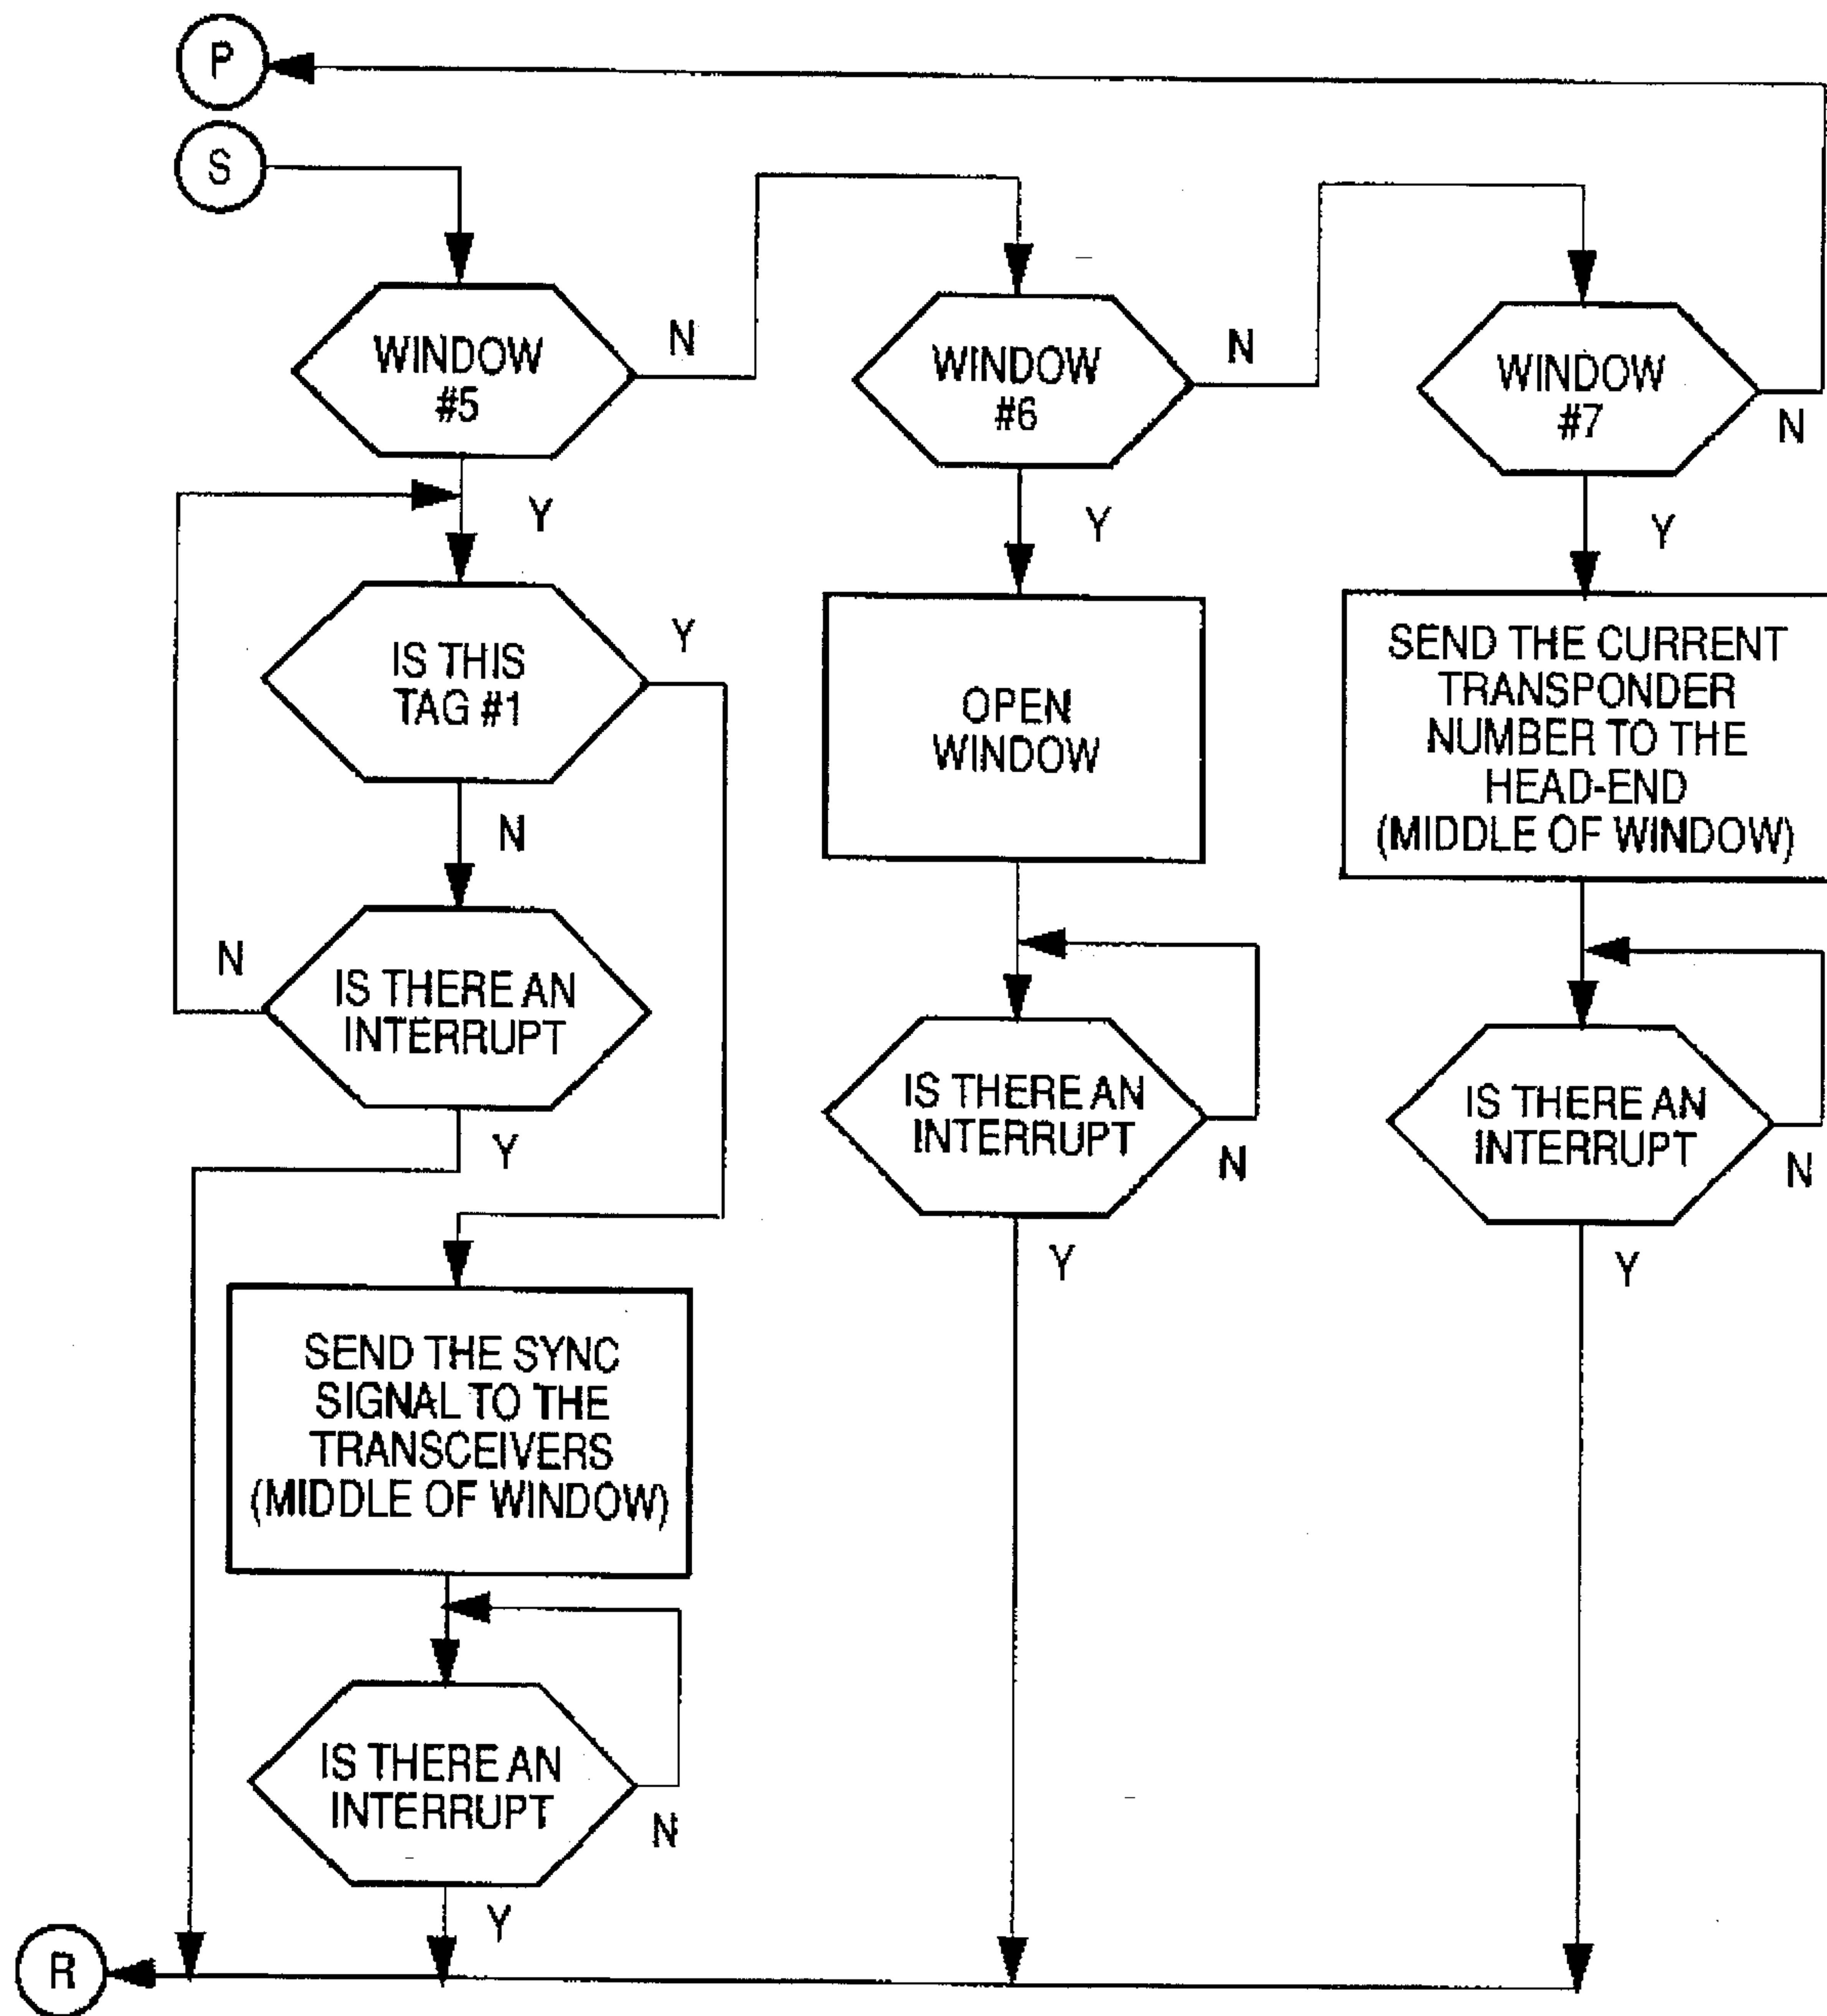 P
S
WINDOW
#5
N
WINDOW
#6
N
WINDOW
#7
N
Y
Y
Y
IS THIS
TAG #1
Y
N
OPEN
WINDOW
SEND THE CURRENT
TRANSPONDER
NUMBER TO THE
HEAD-END
(MIDDLE OF WINDOW)
IS THERE AN
INTERRUPT
N
Y
IS THERE AN
INTERRUPT
N
Y
IS THERE AN
INTERRUPT
N
Y
SEND THE SYNC
SIGNAL TO THE
TRANSCEIVERS
(MIDDLE OF WINDOW)
IS THERE AN
INTERRUPT
N
Y
R